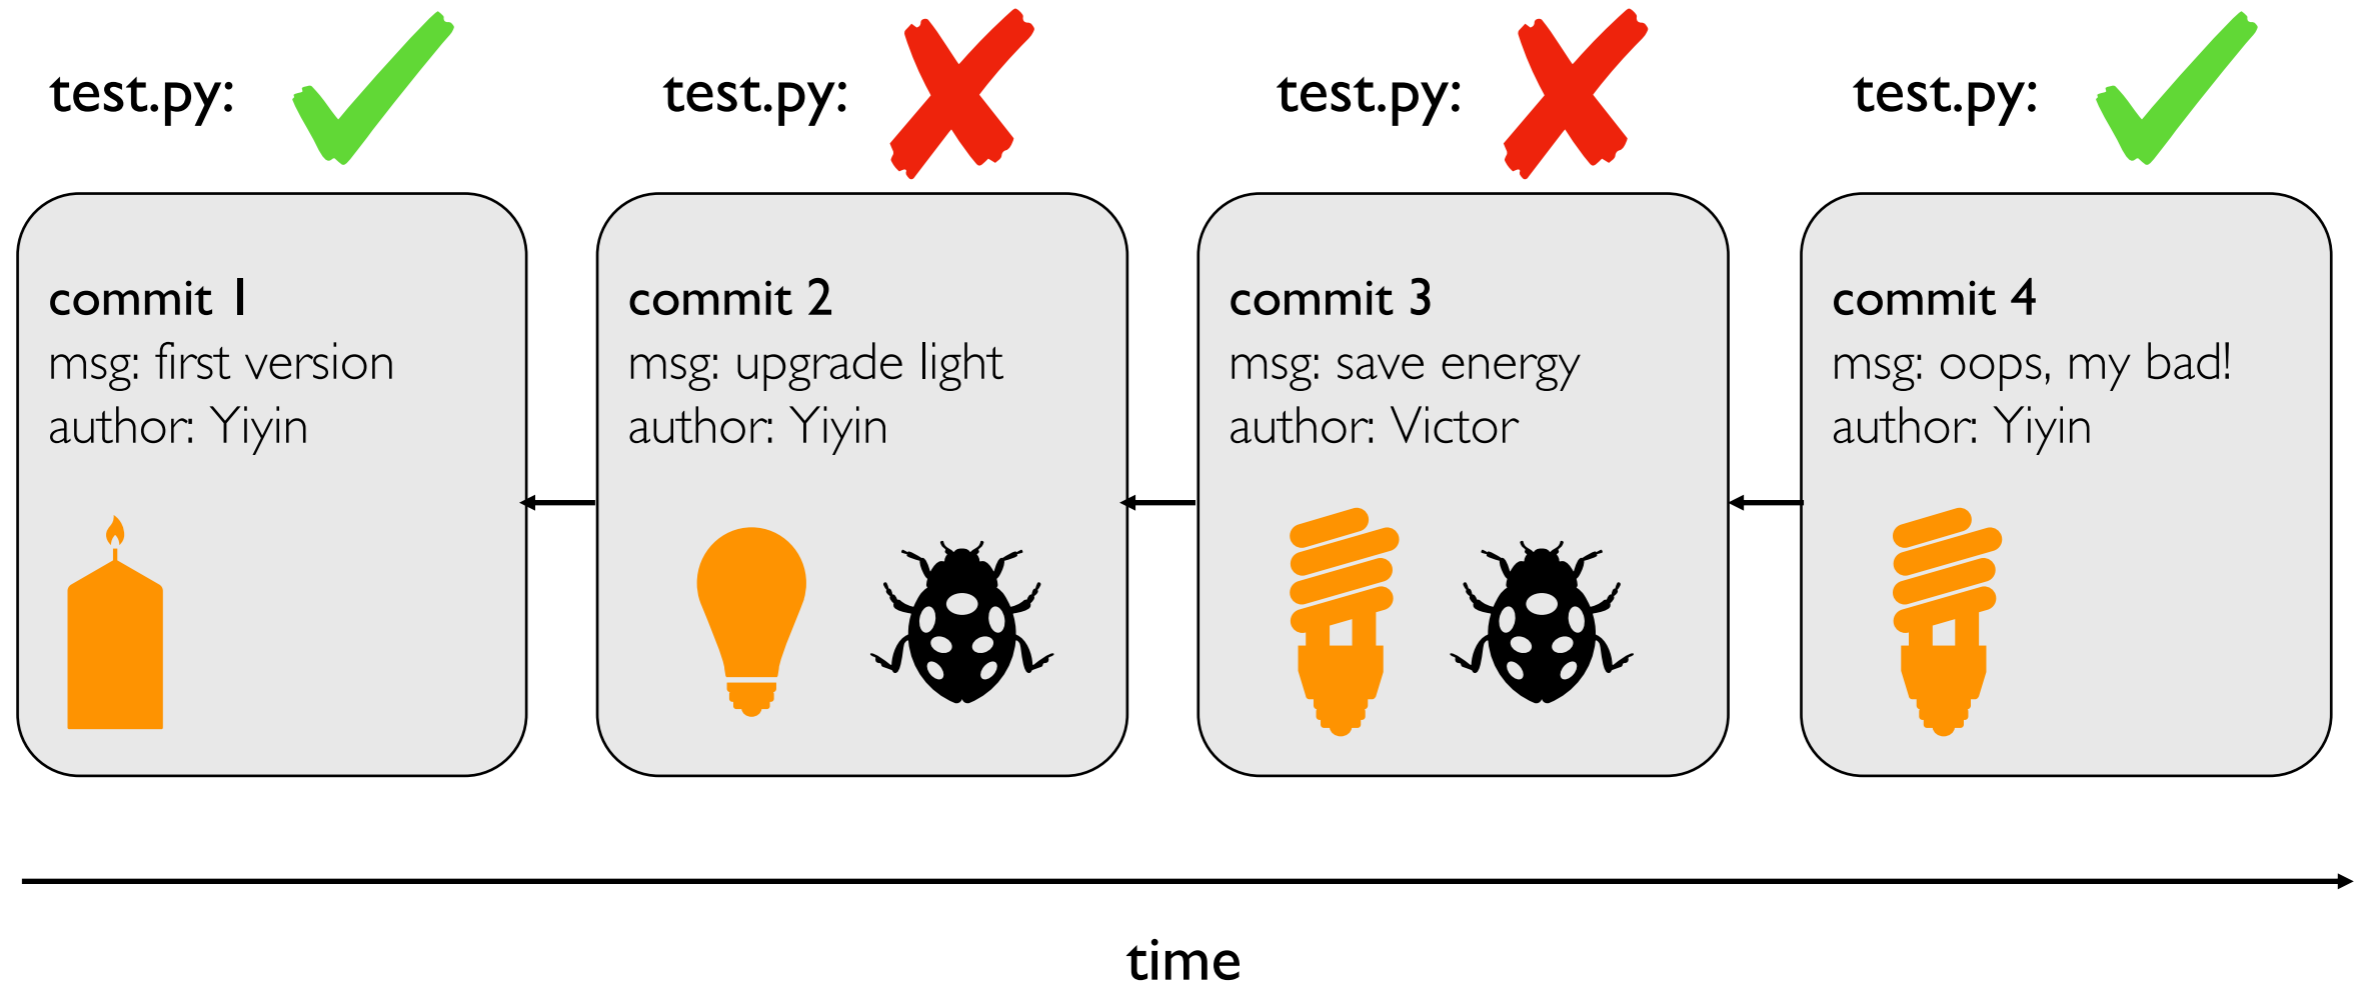 test.py:
test.py:
test.py:
test.py:
commit 1
msg: first version
author: Yiyin
commit 2
msg: upgrade light
author: Yiyin
commit 3
msg: save energy
author: Victor
commit 4
msg: oops, my bad!
author: Yiyin
time